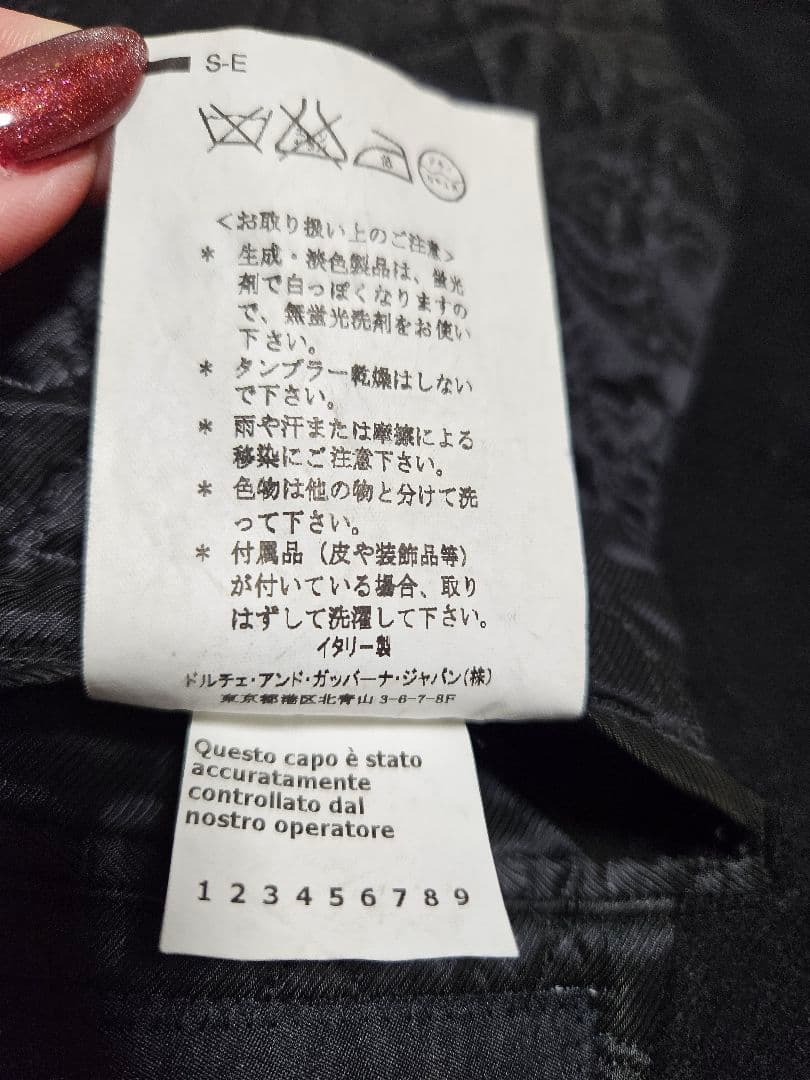 S-E
<お取り扱い上のご注意>
* 生成・淡色製品は、蛍光
剤で白っぽくなりますの
で、無蛍光洗剤をお使い
下さい。
* タンブラー乾燥はしない
で下さい。
* 雨や汗または摩擦による
移染にご注意下さい。
* 色物は他の物と分けて洗
って下さい。
* 付属品（皮や装飾品等）
が付いている場合、取り
はずして洗濯して下さい。
イタリー製
ドルチェ・アンド・ガッバーナ・ジャパン(株)
東京都港区北青山 3-6-7-8F
Questo capo è stato
accuratamente
controllato dal
nostro operatore
1 2 3 4 5 6 7 8 9